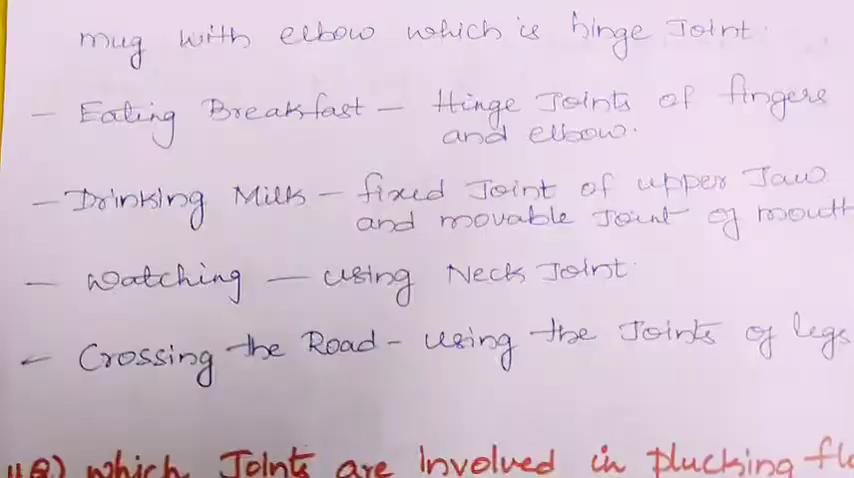 mug with elbow which is hinge Joint.
- Eating Breakfast - Hinge Joints of fingers
and elbow.
- Drinking Milk - fixed Joint of upper Jaw
and movable Joint of mouth
- Watching - using Neck Joint.
- Crossing the Road - using the Joints of legs
11Q) which Joints are involved in plucking